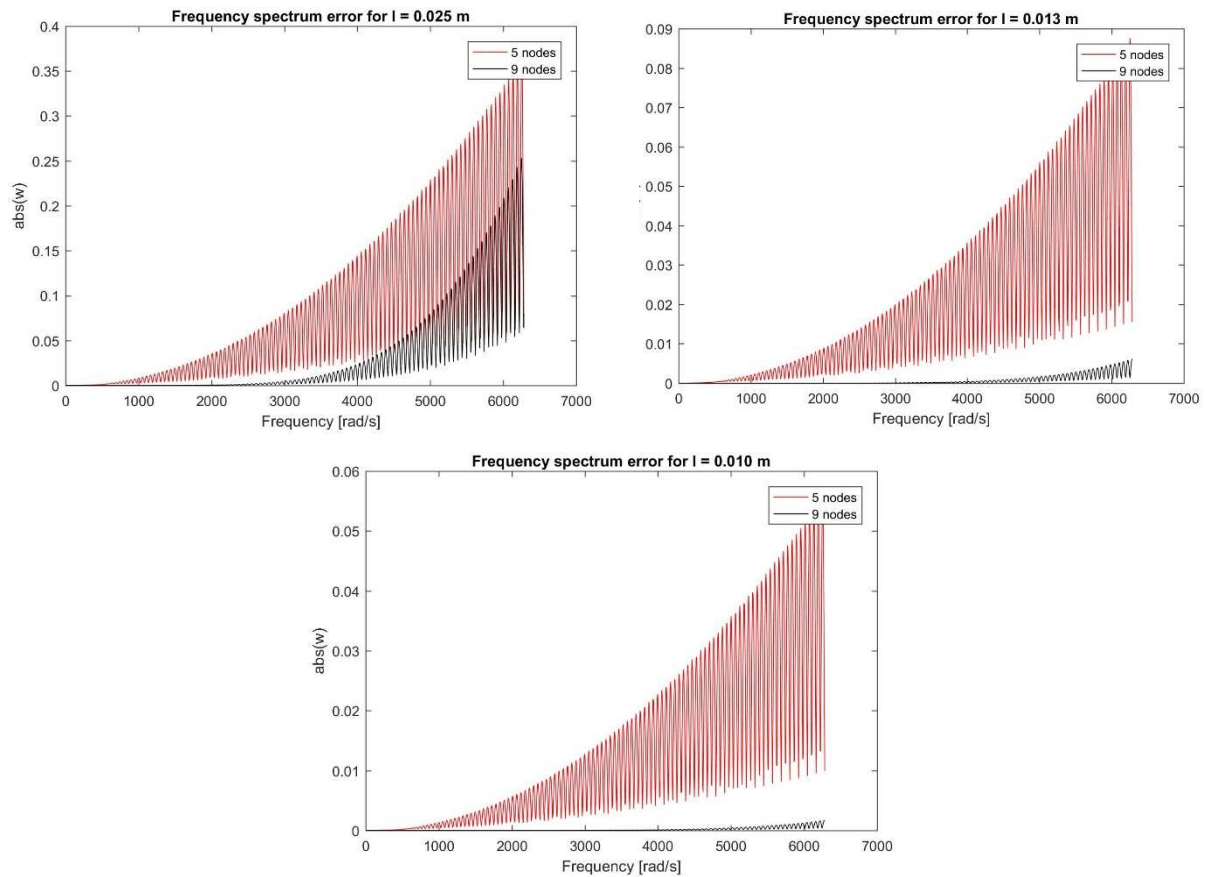 Frequency spectrum error for l = 0.025 m
0.4
0.35
0.3
0.25
0.2
0.15
0.1
0.05
0
abs(w)
5 nodes
9 nodes
0 1000 2000 3000 4000 5000 6000 7000
Frequency [rad/s]
Frequency spectrum error for l = 0.013 m
0.09
0.08
0.07
0.06
0.05
0.04
0.03
0.02
0.01
0
5 nodes
9 nodes
0 1000 2000 3000 4000 5000 6000 7000
Frequency [rad/s]
Frequency spectrum error for l = 0.010 m
0.06
0.05
0.04
0.03
0.02
0.01
0
abs(w)
5 nodes
9 nodes
0 1000 2000 3000 4000 5000 6000 7000
Frequency [rad/s]